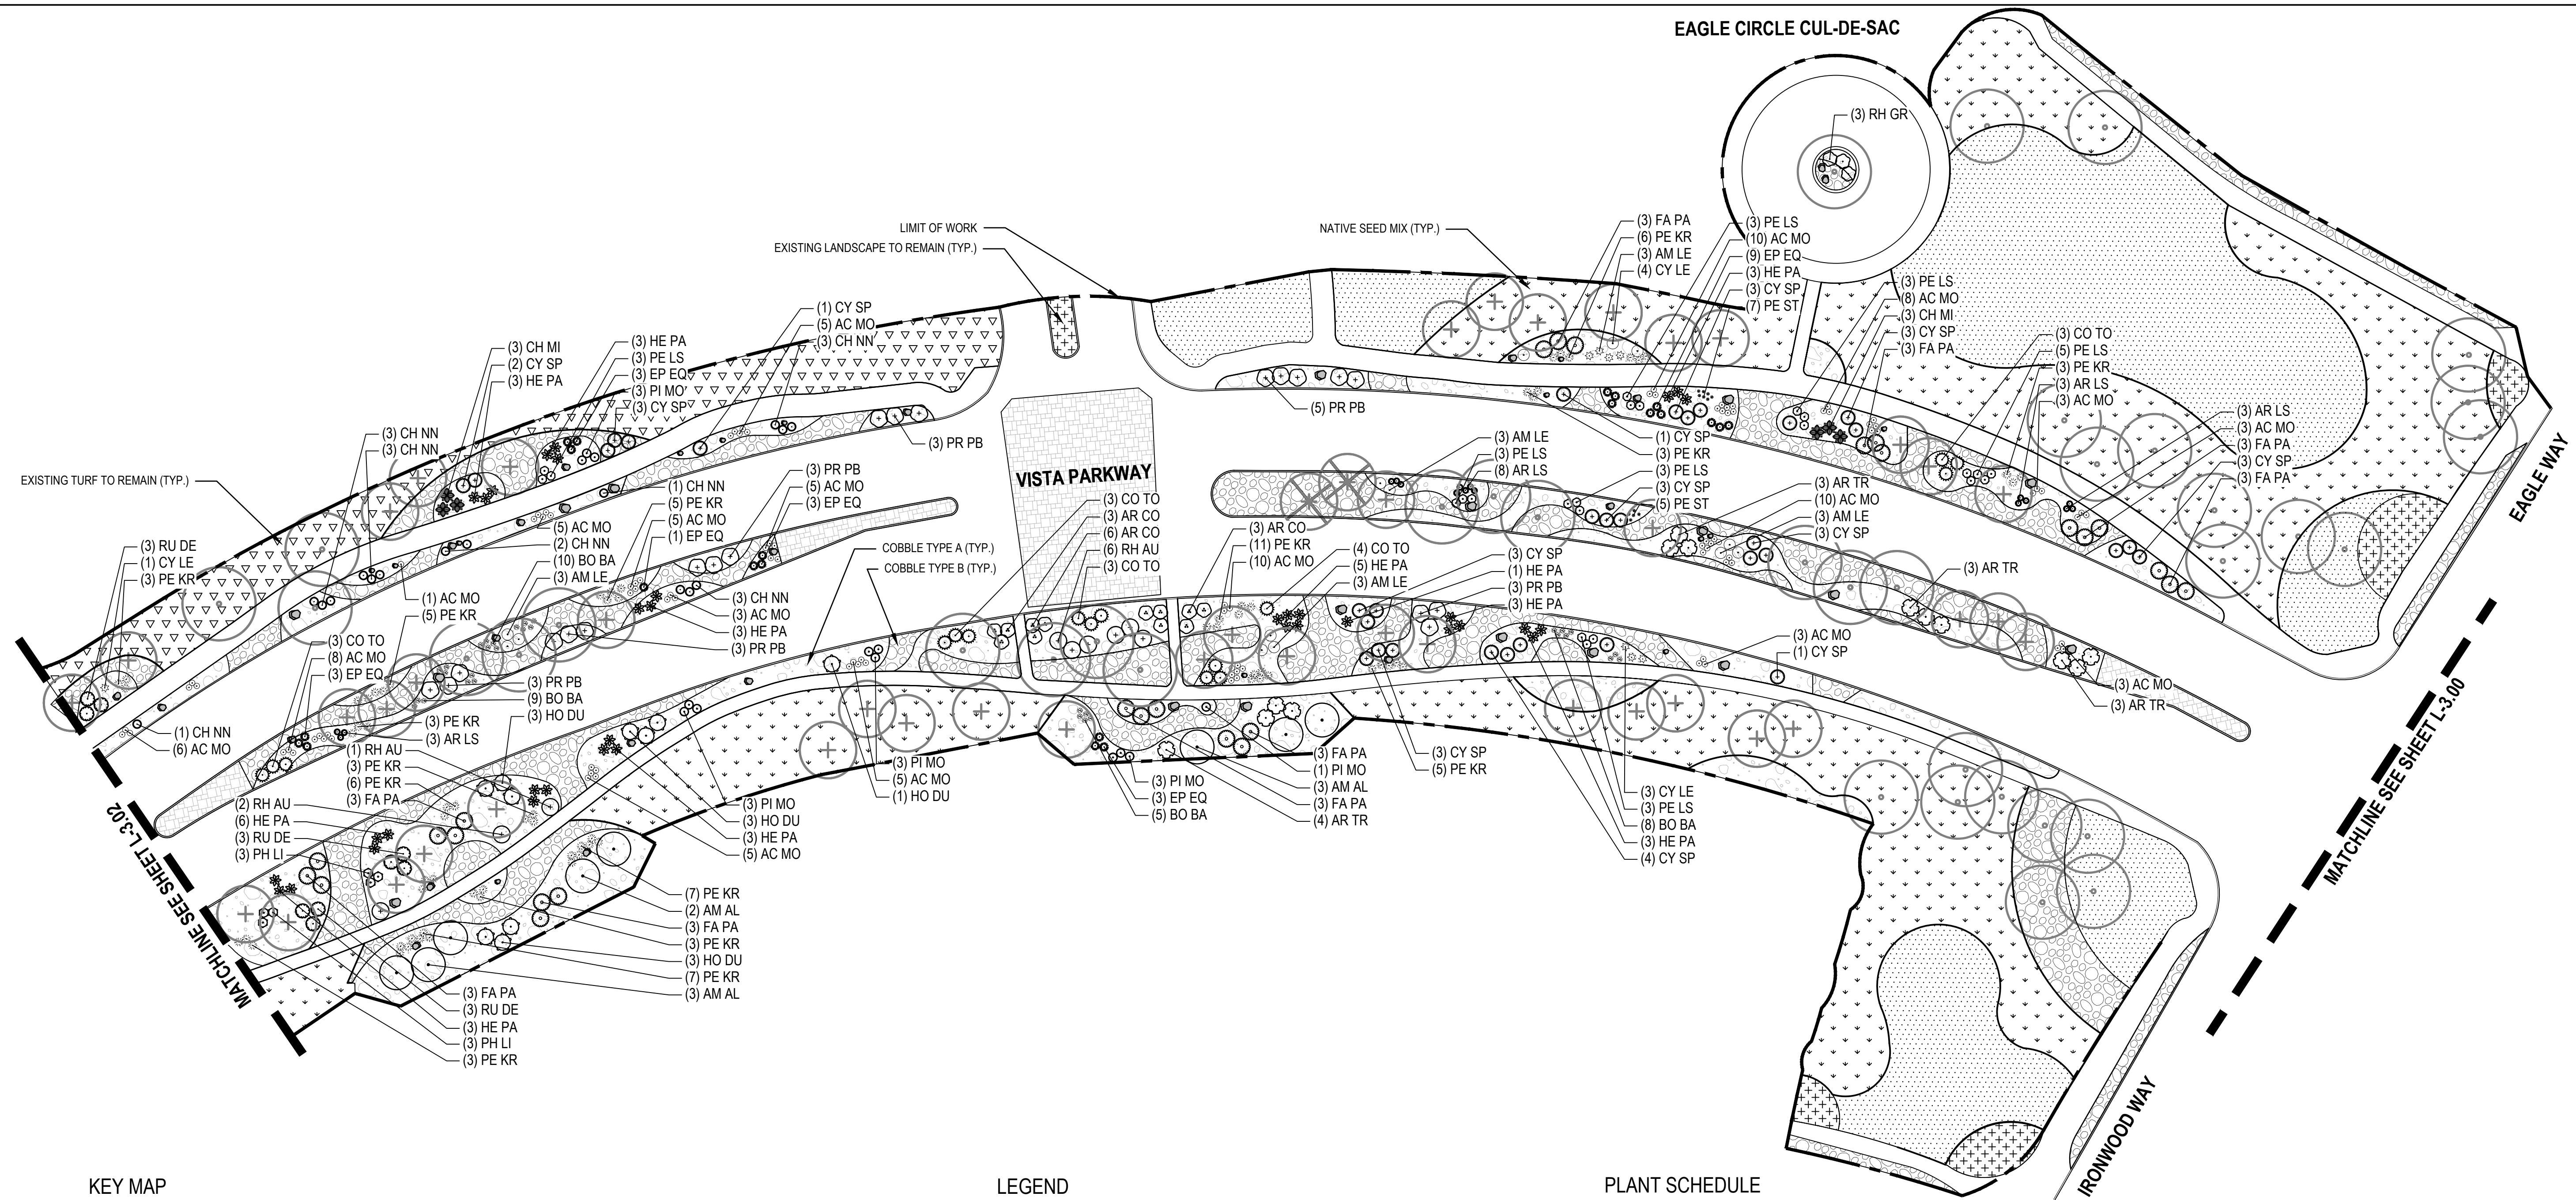 EAGLE CIRCLE CUL-DE-SAC
(3) RH GR
LIMIT OF WORK
EXISTING LANDSCAPE TO REMAIN (TYP.)
NATIVE SEED MIX (TYP.)
(3) FA PA
(6) PE KR
(3) AM LE
(4) CY LE
(3) PE LS
(10) AC MO
(9) EP EQ
(3) HE PA
(3) CY SP
(7) PE ST
(3) PE LS
(8) AC MO
(3) CH MI
(3) CY SP
(3) FA PA
(3) CO TO
(5) PE LS
(3) PE KR
(3) AR LS
(3) AC MO
(3) AR LS
(3) AC MO
(3) FA PA
(3) CY SP
(3) FA PA
(1) CY SP
(5) AC MO
(3) CH NN
(3) HE PA
(3) PE LS
(3) EP EQ
(3) PI MO
(3) CY SP
(3) CH MI
(2) CY SP
(3) HE PA
(3) CH NN
(3) CH NN
EXISTING TURF TO REMAIN (TYP.)
(3) PR PB
(5) PR PB
(1) CY SP
(3) PE KR
VISTA PARKWAY
EAGLE WAY
(3) PR PB
(5) AC MO
(3) EP EQ
(1) CH NN
(5) PE KR
(5) AC MO
(1) EP EQ
(5) AC MO
(2) CH NN
(10) BO BA
(3) AM LE
(3) RU DE
(1) CY LE
(3) PE KR
(1) AC MO
(5) PE KR
(3) CO TO
(8) AC MO
(3) EP EQ
(3) CH NN
(3) AC MO
(3) HE PA
(3) PR PB
COBBLE TYPE A (TYP.)
COBBLE TYPE B (TYP.)
(3) CO TO
(3) AR CO
(6) AR CO
(6) RH AU
(3) CO TO
(3) AR CO
(11) PE KR
(10) AC MO
(4) CO TO
(5) HE PA
(3) AM LE
(3) AM LE
(3) PE LS
(8) AR LS
(3) PE LS
(3) CY SP
(5) PE ST
(3) AR TR
(10) AC MO
(3) AM LE
(3) CY SP
(3) AR TR
(3) CY SP
(1) HE PA
(3) PR PB
(3) HE PA
(3) AC MO
(1) CY SP
(3) AC MO
(3) AR TR
(3) PR PB
(9) BO BA
(3) HO DU
(3) PE KR
(3) AR LS
(1) CH NN
(6) AC MO
(1) RH AU
(3) PE KR
(6) PE KR
(3) FA PA
(2) RH AU
(6) HE PA
(3) RU DE
(3) PH LI
(3) PI MO
(5) AC MO
(1) HO DU
(3) PI MO
(3) HO DU
(3) HE PA
(5) AC MO
(3) PI MO
(3) EP EQ
(5) BO BA
(3) FA PA
(1) PI MO
(3) AM AL
(3) FA PA
(4) AR TR
(3) CY SP
(5) PE KR
(3) CY LE
(3) PE LS
(8) BO BA
(3) HE PA
(4) CY SP
(7) PE KR
(2) AM AL
(3) FA PA
(3) PE KR
(3) HO DU
(7) PE KR
(3) AM AL
(3) FA PA
(3) RU DE
(3) HE PA
(3) PH LI
(3) PE KR
MATCHLINE SEE SHEET L-3.02
MATCHLINE SEE SHEET L-3.00
IRONWOOD WAY
KEY MAP
LEGEND
PLANT SCHEDULE